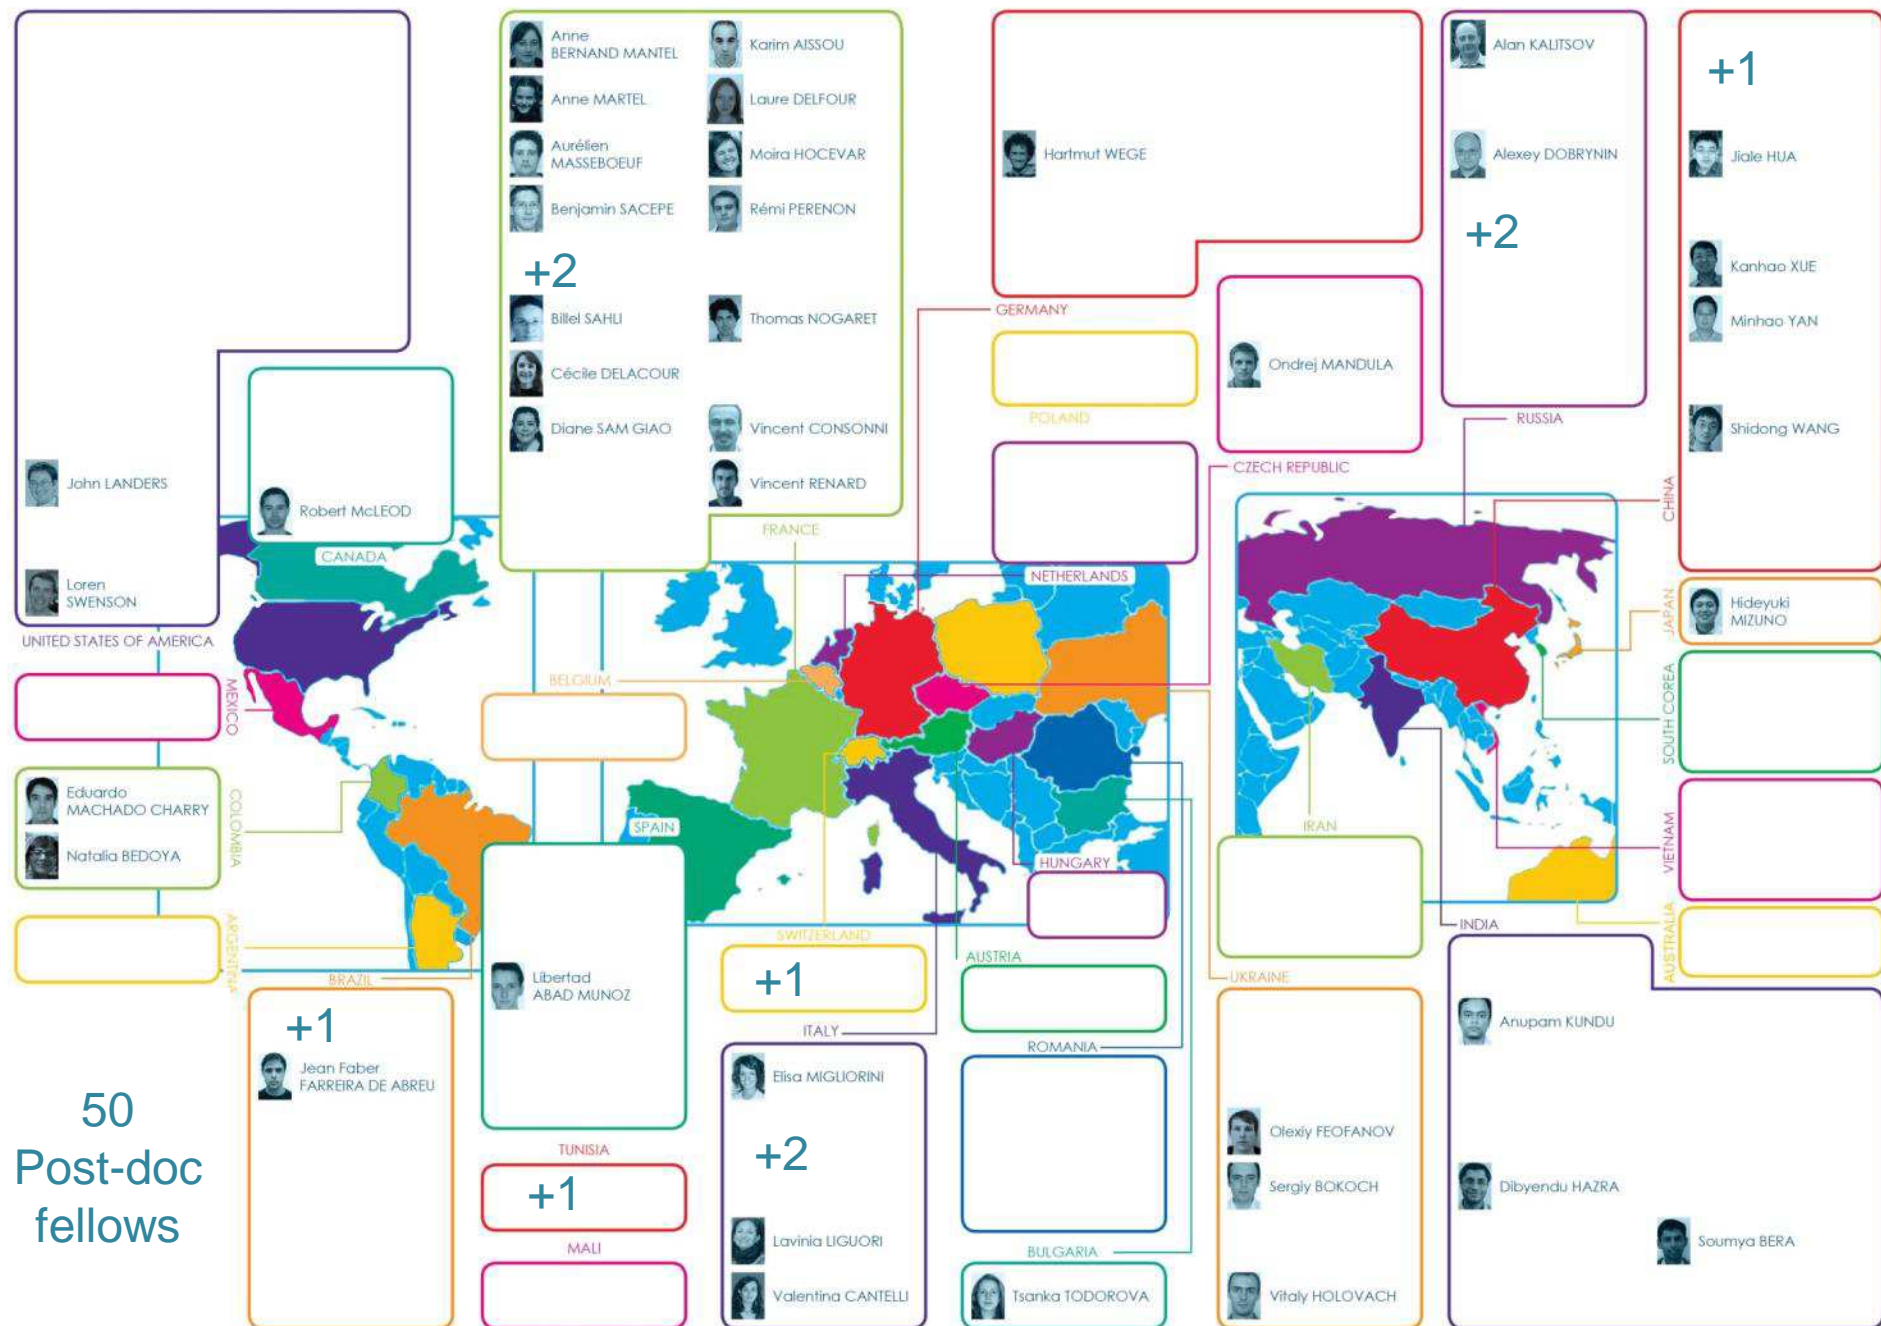 Anne
BERNAND MANTEL
Karim AISSOU
Anne MARTEL
Laure DELFOUR
Aurélien
MASSEBOEUF
Moïra HOCEVAR
Benjamin SACEPE
Rémi PERENON
+2
Billel SAHLI
Thomas NOGARET
Cécile DELACOUR
Diane SAM GIAO
Vincent CONSONNI
Vincent RENARD
FRANCE
Hartmut WEGE
GERMANY
POLAND
Ondrej MANDULA
CZECH REPUBLIC
NETHERLANDS
Alan KALITSOV
Alexey DOBRYNIN
+2
RUSSIA
+1
Jiale HUA
Kanhao XUE
Minhao YAN
Shidong WANG
CHINA
John LANDERS
Loren
SWENSON
UNITED STATES OF AMERICA
Robert McLEOD
CANADA
Hideyuki
MIZUNO
JAPAN
SOUTH COREA
VIETNAM
AUSTRALIA
MEXICO
BELGIUM
Eduardo
MACHADO CHARRY
Natalia BEDOYA
COLOMBIA
ARGENTINA
BRAZIL
+1
Jean Faber
FARREIRA DE ABREU
SPAIN
Libertad
ABAD MUNOZ
HUNGARY
IRAN
INDIA
SWITZERLAND
+1
AUSTRIA
UKRAINE
ITALY
Elisa MIGLIORINI
+2
Lavinia LIGUORI
Valentina CANTELLI
ROMANIA
BULGARIA
Tsanka TODOROVA
Olexiy FEOFANOV
Sergiy BOKOCH
Vitaly HOLOVACH
Anupam KUNDU
Dibyendu HAZRA
Soumya BERA
TUNISIA
+1
MALI
50
Post-doc
fellows